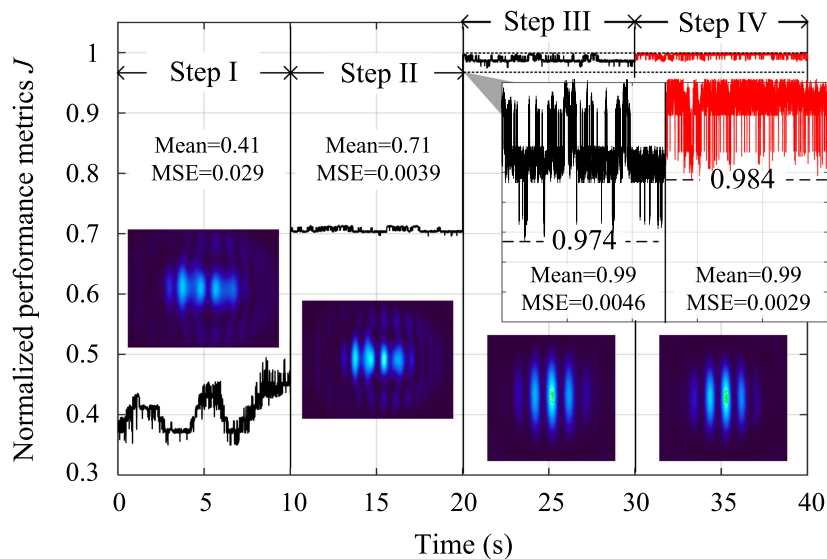 Step III
Step IV
1
Step I
Step II
0.9
Mean=0.41
MSE=0.029
Mean=0.71
MSE=0.0039
0.8
0.984
0.7
0.974
Mean=0.99
MSE=0.0046
Mean=0.99
MSE=0.0029
0.6
0.5
0.4
0.3
Normalized performance metrics J
0
5
10
15
20
25
30
35
40
Time (s)